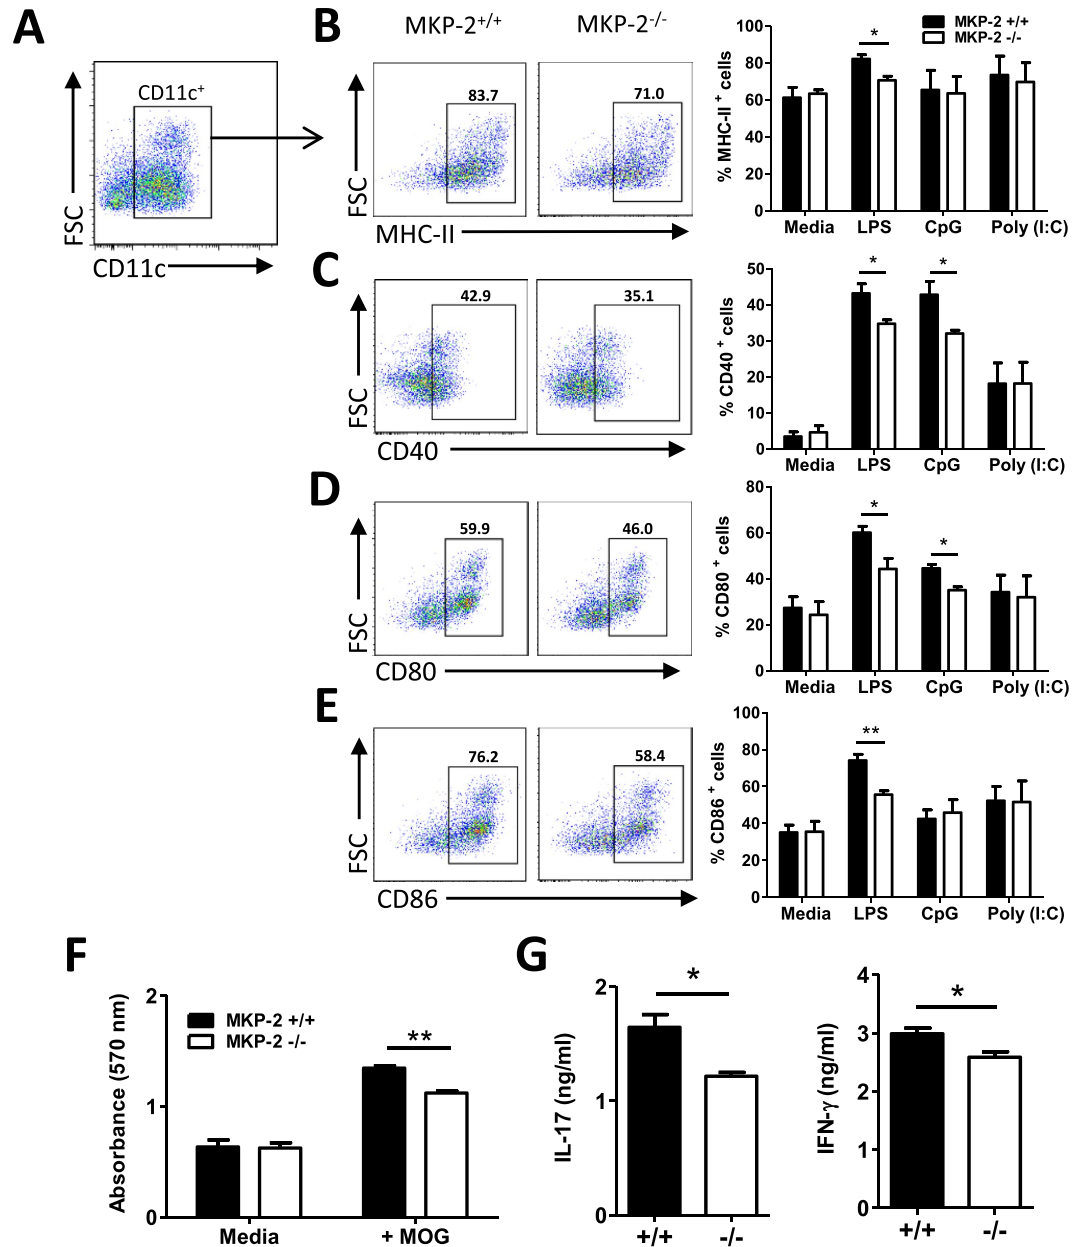 A
CD11c⁺
FSC
CD11c
B
MKP-2⁺/⁺
MKP-2⁻/⁻
83.7
71.0
FSC
MHC-II
MKP-2 +/+
MKP-2 -/-
% MHC-II ⁺ cells
100
80
60
40
20
0
*
Media LPS CpG Poly (I:C)
C
42.9
35.1
FSC
CD40
% CD40 ⁺ cells
50
40
30
20
10
0
* *
Media LPS CpG Poly (I:C)
D
59.9
46.0
FSC
CD80
% CD80 ⁺ cells
80
60
40
20
0
*
*
Media LPS CpG Poly (I:C)
E
76.2
58.4
FSC
CD86
% CD86 ⁺ cells
100
80
60
40
20
0
**
Media LPS CpG Poly (I:C)
F
Absorbance (570 nm)
2
1
0
MKP-2 +/+
MKP-2 -/-
**
Media + MOG
G
IL-17 (ng/ml)
2
1
0
*
+/+ -/-
IFN-γ (ng/ml)
4
3
2
1
0
*
+/+ -/-